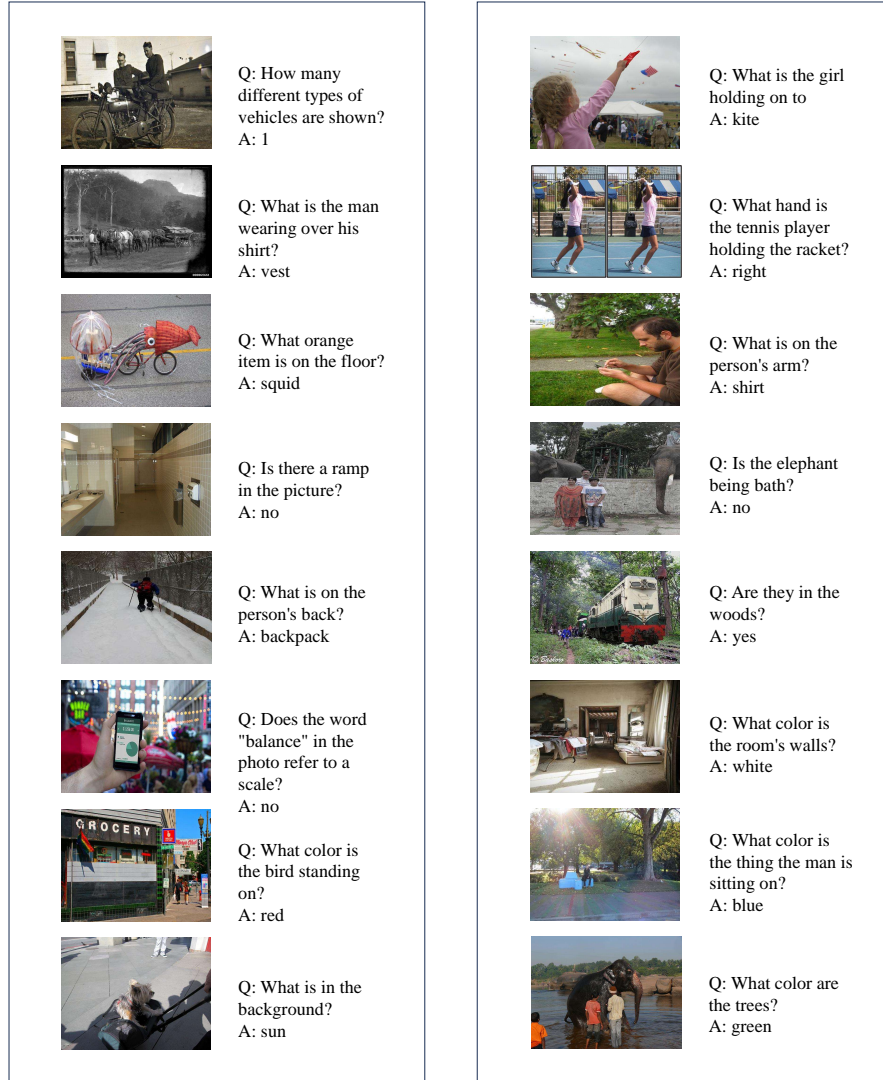 Q: How many
different types of
vehicles are shown?
A: 1
Q: What is the man
wearing over his
shirt?
A: vest
Q: What orange
item is on the floor?
A: squid
Q: Is there a ramp
in the picture?
A: no
Q: What is on the
person's back?
A: backpack
Q: Does the word
"balance" in the
photo refer to a
scale?
A: no
GROCERY
Q: What color is
the bird standing
on?
A: red
Q: What is in the
background?
A: sun
Q: What is the girl
holding on to
A: kite
Q: What hand is
the tennis player
holding the racket?
A: right
Q: What is on the
person's arm?
A: shirt
Q: Is the elephant
being bath?
A: no
Q: Are they in the
woods?
A: yes
Q: What color is
the room's walls?
A: white
Q: What color is
the thing the man is
sitting on?
A: blue
Q: What color are
the trees?
A: green